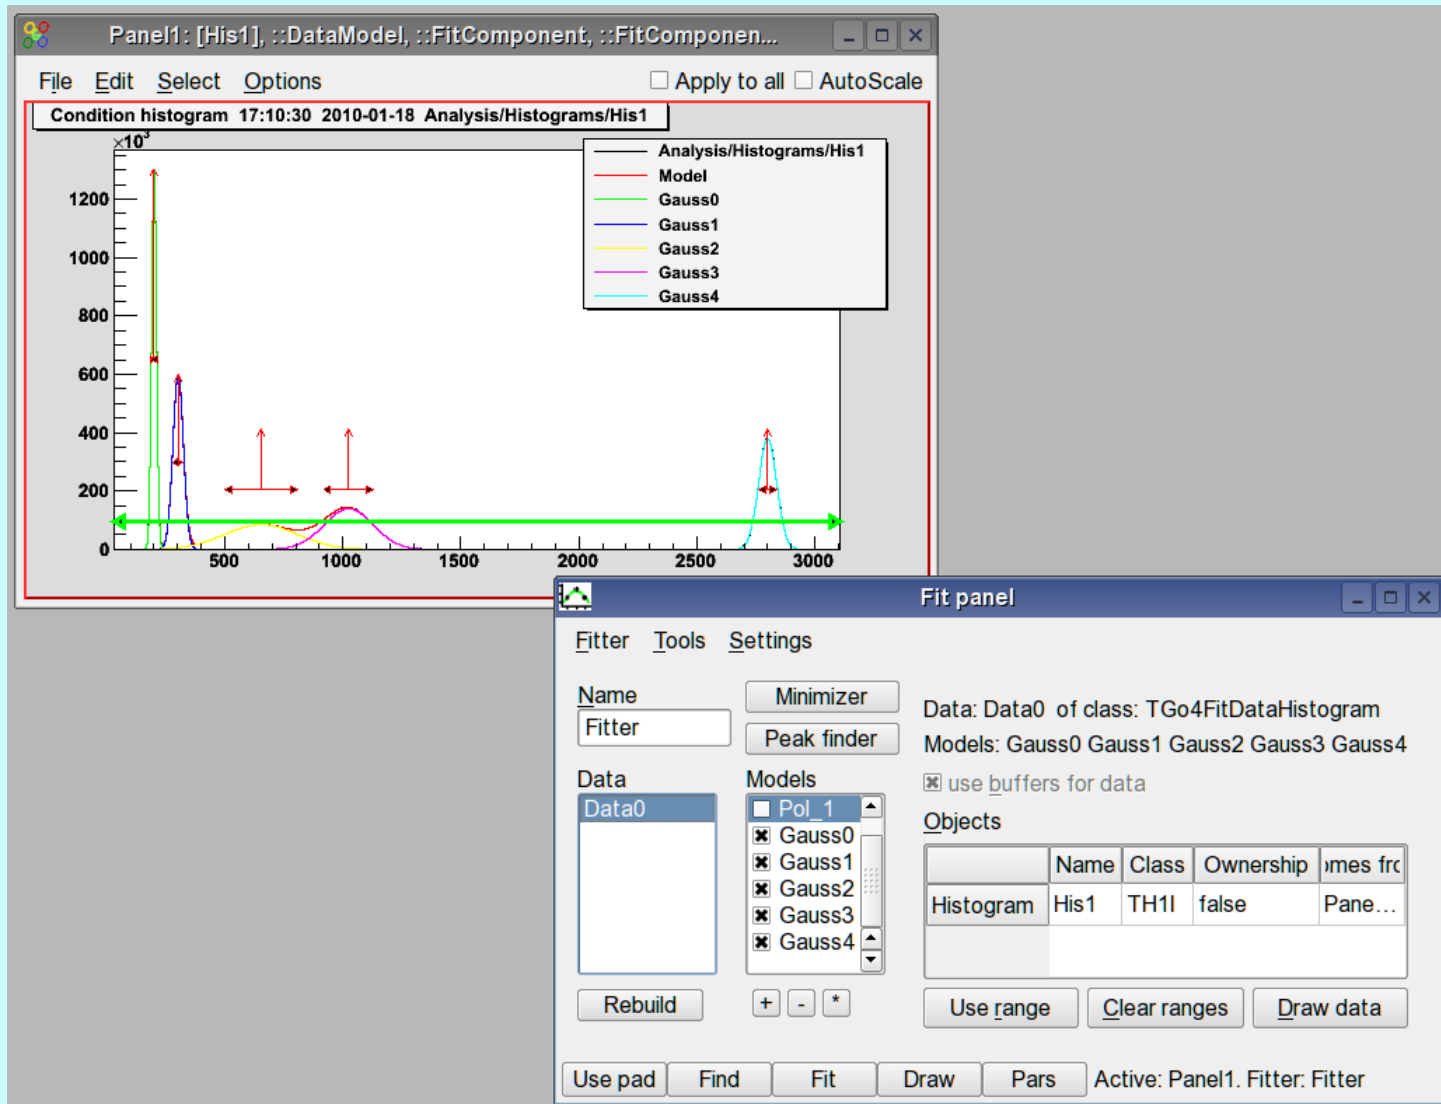 Panel1: [His1], ::DataModel, ::FitComponent, ::FitComponen...
File Edit Select Options Apply to all AutoScale
Condition histogram 17:10:30 2010-01-18 Analysis/Histograms/His1
×10³
Analysis/Histograms/His1
Model
Gauss0
Gauss1
Gauss2
Gauss3
Gauss4
1200
1000
800
600
400
200
0
500 1000 1500 2000 2500 3000
Fit panel
Fitter Tools Settings
Name
Fitter
Minimizer
Peak finder
Data: Data0 of class: TGo4FitDataHistogram
Models: Gauss0 Gauss1 Gauss2 Gauss3 Gauss4
use buffers for data
Data
Data0
Models
Pol_1
Gauss0
Gauss1
Gauss2
Gauss3
Gauss4
Objects
Name Class Ownership omes frc
Histogram His1 TH1I false Pane...
Rebuild + - * Use range Clear ranges Draw data
Use pad Find Fit Draw Pars Active: Panel1. Fitter: Fitter